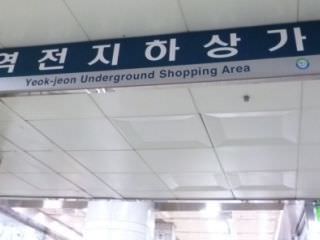 역전지하상가
Yeok-jeon Underground Shopping Area